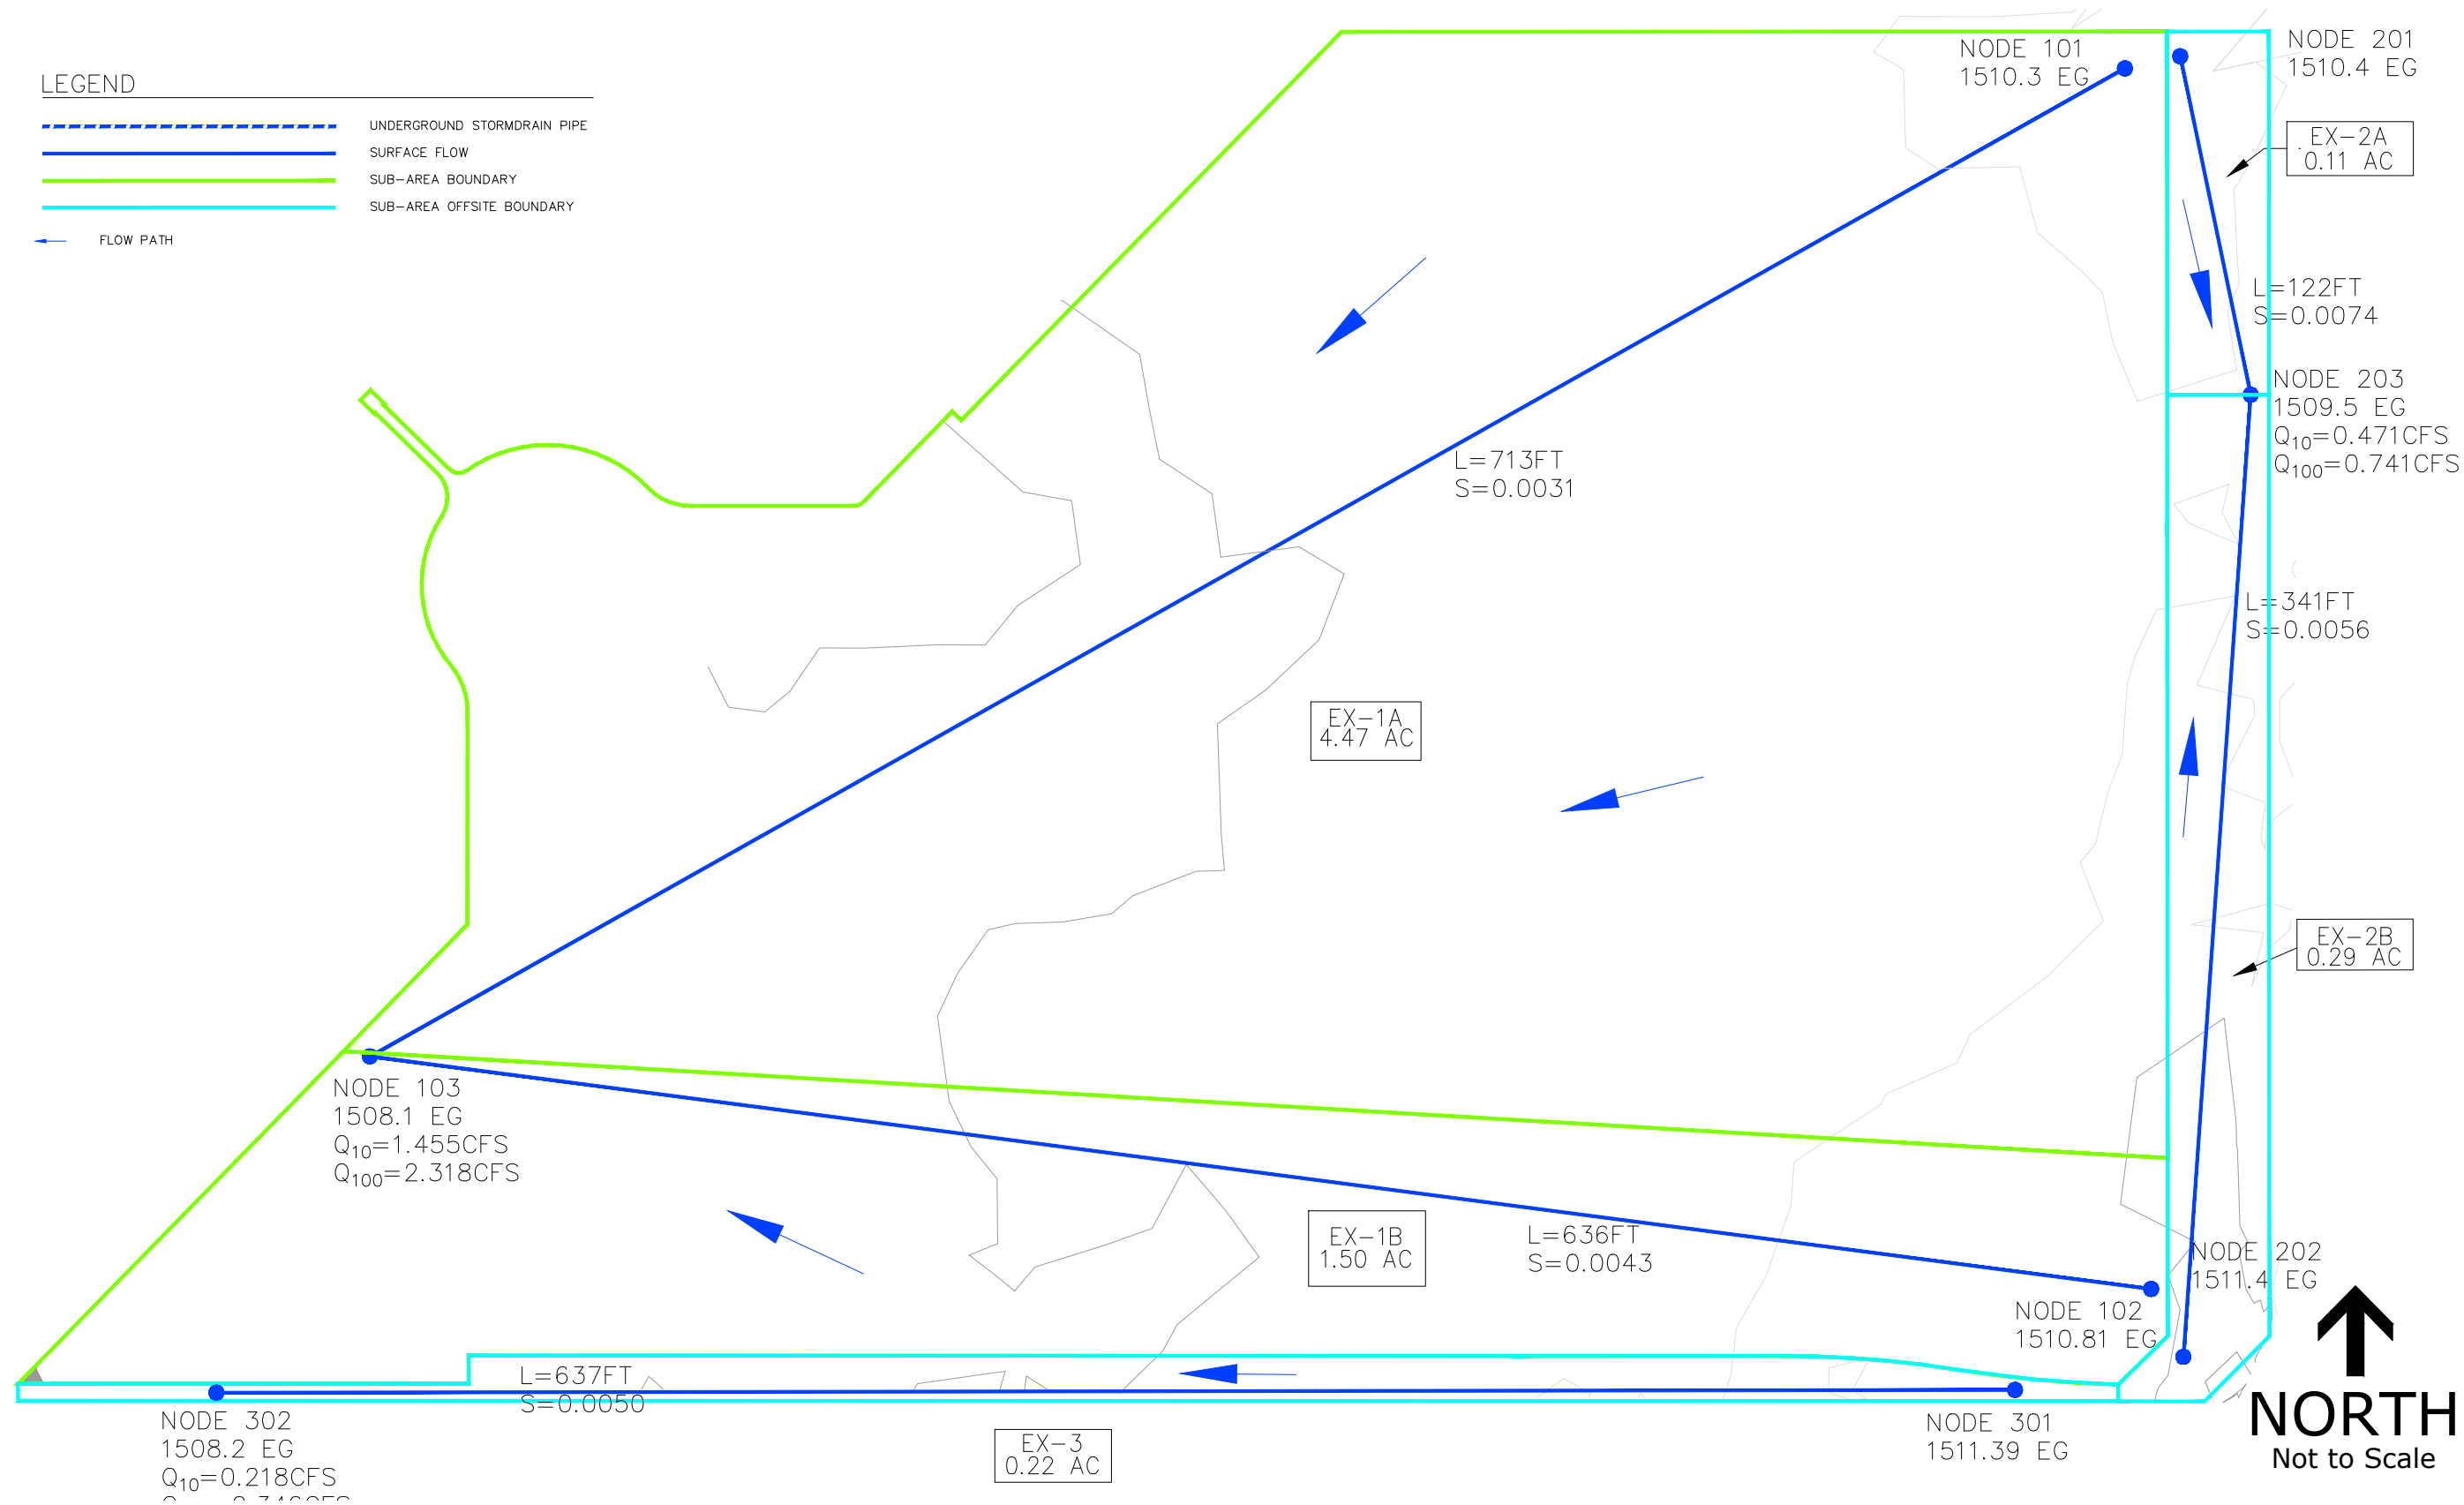 LEGEND
UNDERGROUND STORMDRAIN PIPE
SURFACE FLOW
SUB-AREA BOUNDARY
SUB-AREA OFFSITE BOUNDARY
FLOW PATH
NODE 101
1510.3 EG
NODE 201
1510.4 EG
EX-2A
0.11 AC
L=122FT
S=0.0074
NODE 203
1509.5 EG
Q10=0.471CFS
Q100=0.741CFS
L=713FT
S=0.0031
L=341FT
S=0.0056
EX-1A
4.47 AC
EX-2B
0.29 AC
NODE 103
1508.1 EG
Q10=1.455CFS
Q100=2.318CFS
EX-1B
1.50 AC
L=636FT
S=0.0043
NODE 202
1511.4 EG
NODE 102
1510.81 EG
L=637FT
S=0.0050
NODE 302
1508.2 EG
Q10=0.218CFS
EX-3
0.22 AC
NODE 301
1511.39 EG
NORTH
Not to Scale